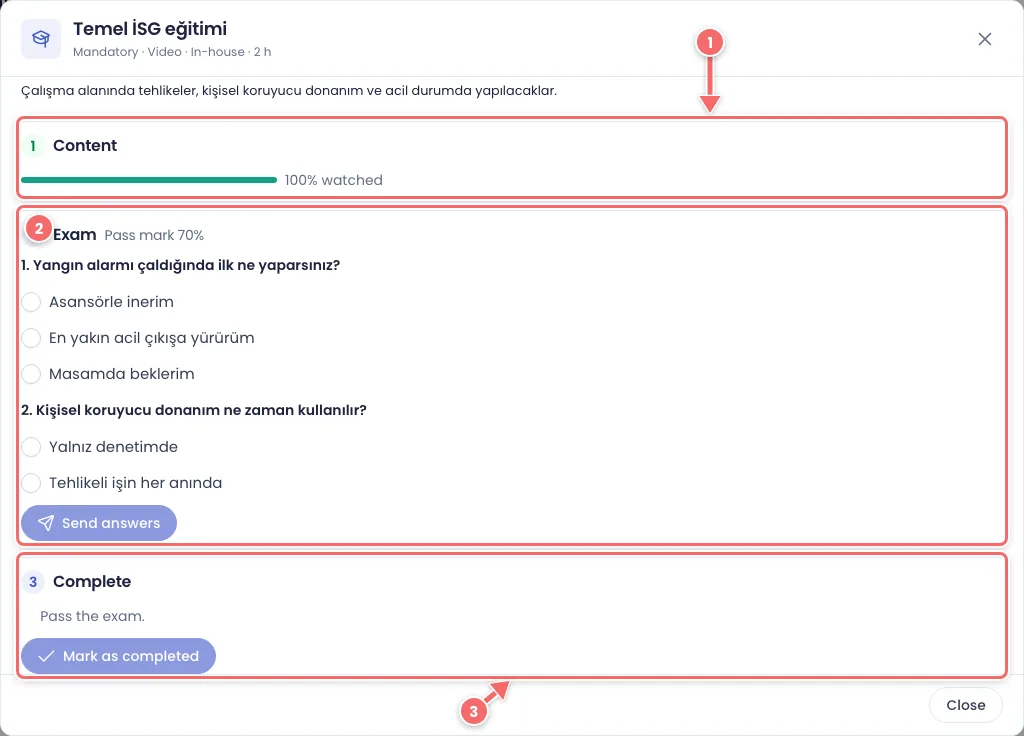 Temel İSG eğitimi
Mandatory · Video · In-house · 2 h
1
Çalışma alanında tehlikeler, kişisel koruyucu donanım ve acil durumda yapılacaklar.
1 Content
100% watched
2 Exam Pass mark 70%
1. Yangın alarmı çaldığında ilk ne yaparsınız?
Asansörle inerim
En yakın acil çıkışa yürürüm
Masamda beklerim
2. Kişisel koruyucu donanım ne zaman kullanılır?
Yalnız denetimde
Tehlikeli işin her anında
Send answers
3 Complete
Pass the exam.
Mark as completed
3
Close